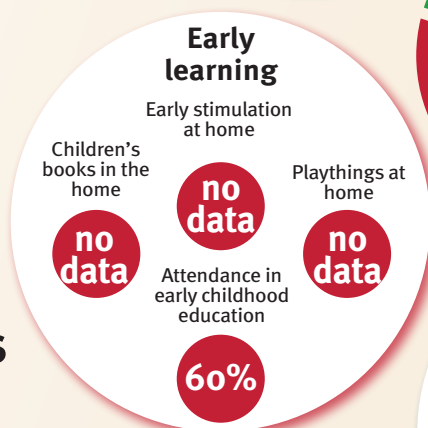 Early
learning
Early stimulation
at home
no
data
Children's
books in the
home
no
data
Playthings at
home
no
data
Attendance in
early childhood
education
60%
s